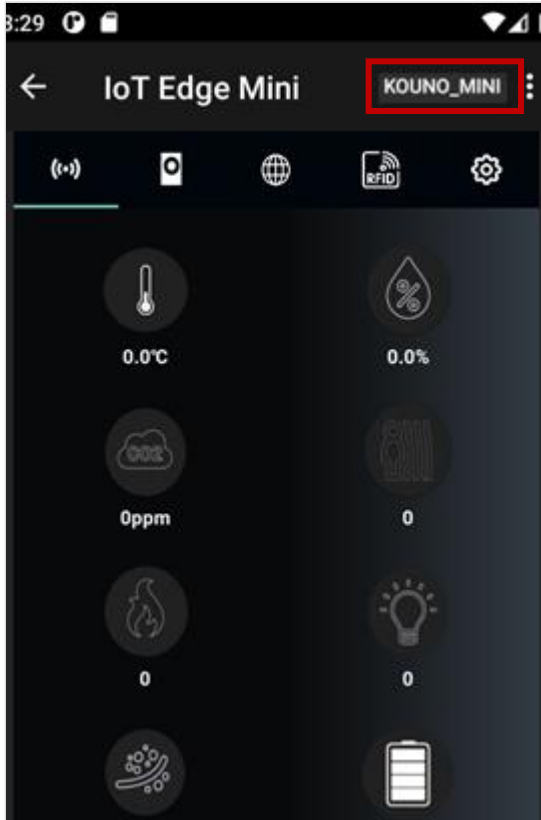 3:29
IoT Edge Mini KOUNO_MINI
RFID
%
0.0℃ 0.0%
CO2
0ppm 0
0 0